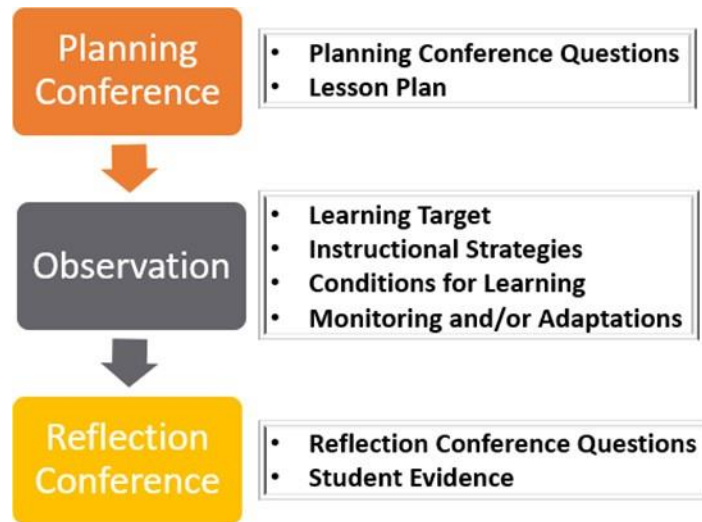 Planning
Conference
• Planning Conference Questions
• Lesson Plan
Observation
• Learning Target
• Instructional Strategies
• Conditions for Learning
• Monitoring and/or Adaptations
Reflection
Conference
• Reflection Conference Questions
• Student Evidence